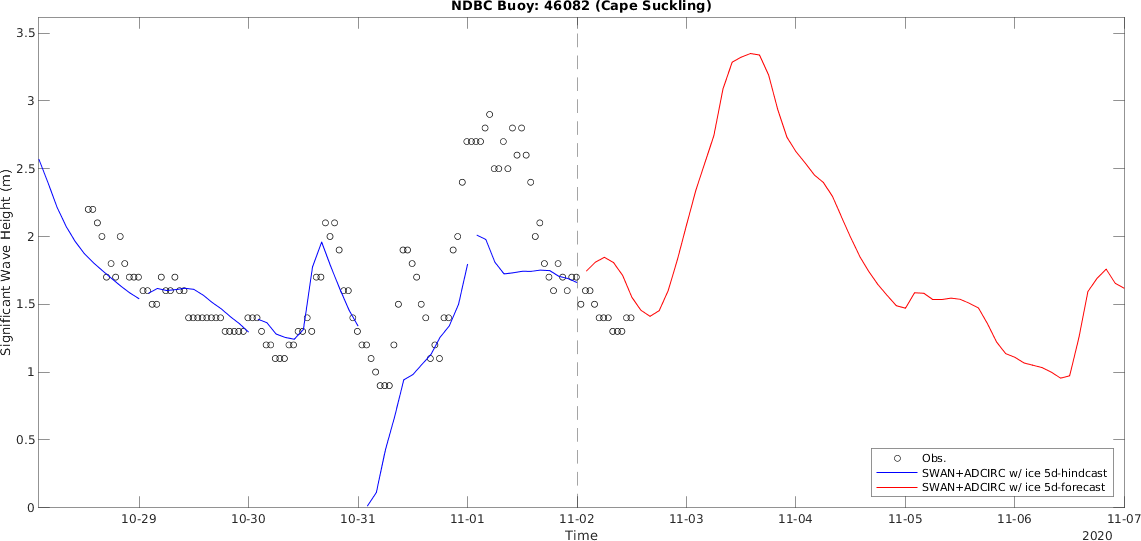 NDBC Buoy: 46082 (Cape Suckling)
3.5
3
2.5
2
1.5
1
0.5
0
Significant Wave Height (m)
10-29 10-30 10-31 11-01 11-02 11-03 11-04 11-05 11-06 11-07
Time
2020
Obs.
SWAN+ADCIRC w/ ice 5d-hindcast
SWAN+ADCIRC w/ ice 5d-forecast